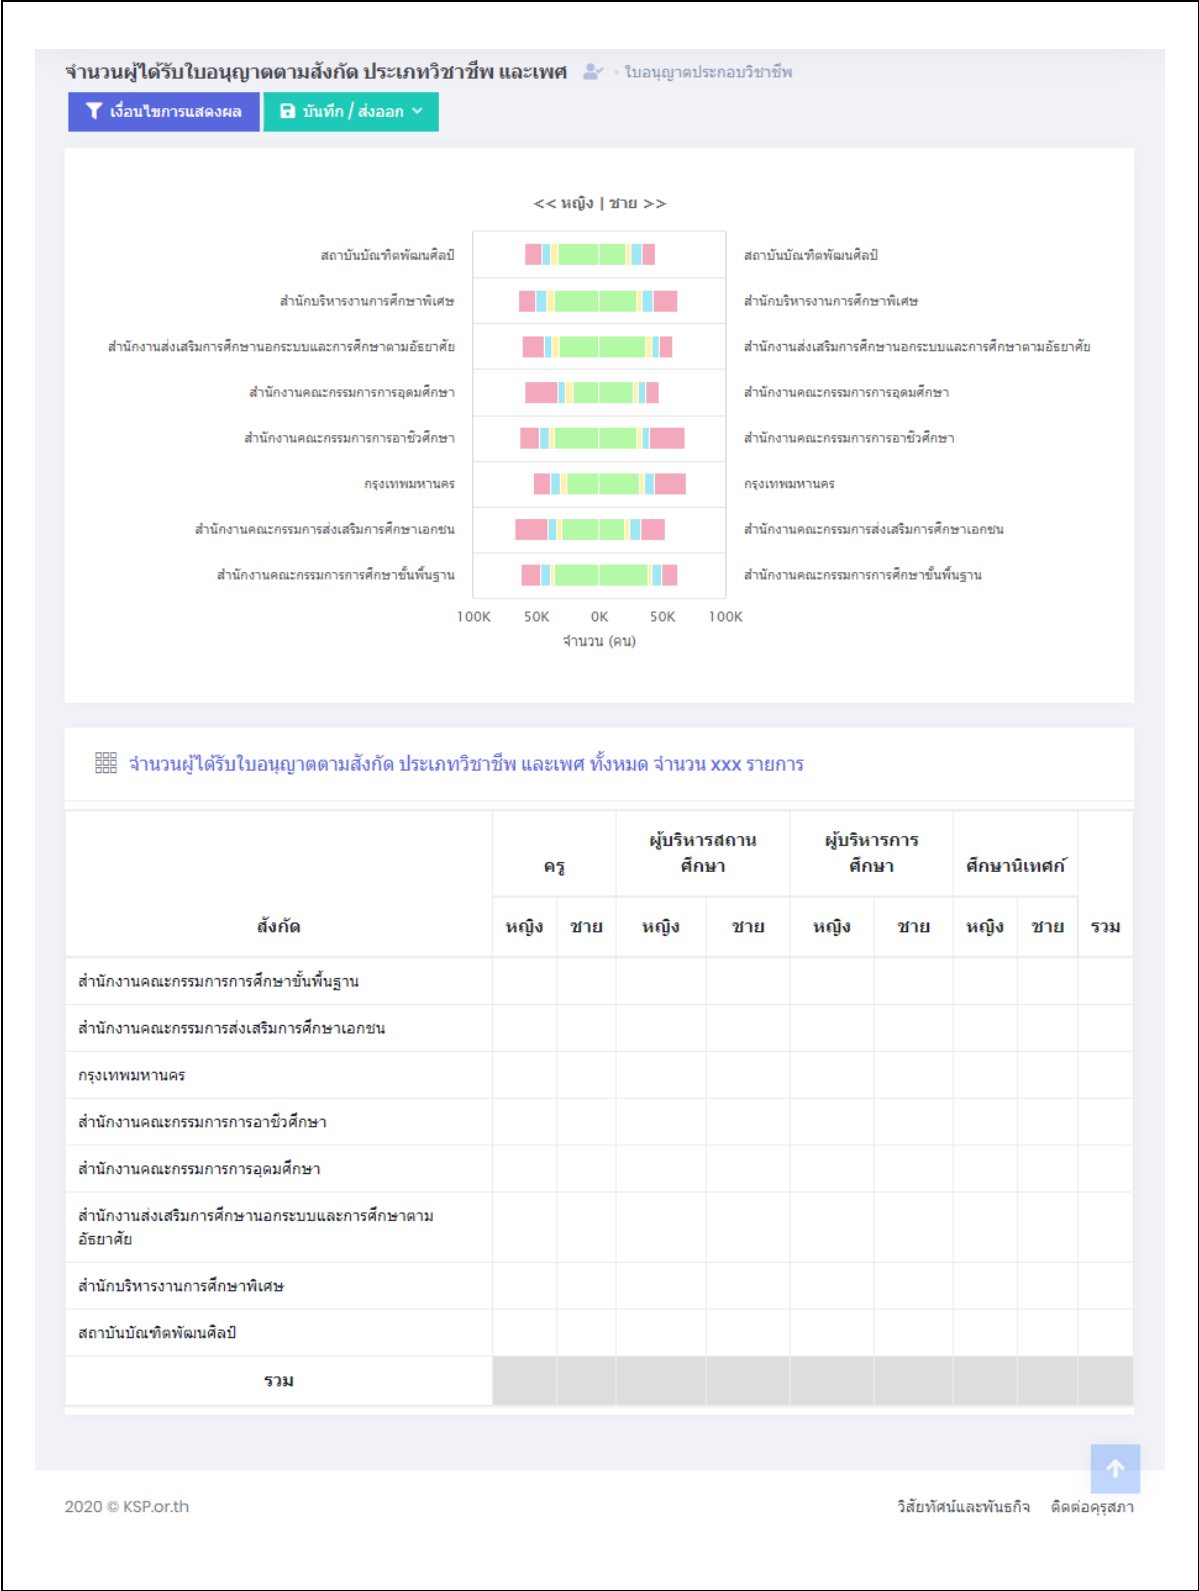 จำนวนผู้ได้รับใบอนุญาตตามสังกัด ประเภทวิชาชีพ และเพศ • ใบอนุญาตประกอบวิชาชีพ
เงื่อนไขการแสดงผล บันทึก / ส่งออก
<< หญิง | ชาย >>
สถาบันบัณฑิตพัฒนศิลป์ สถาบันบัณฑิตพัฒนศิลป์
สำนักบริหารงานการศึกษาพิเศษ สำนักบริหารงานการศึกษาพิเศษ
สำนักงานส่งเสริมการศึกษานอกระบบและการศึกษาตามอัธยาศัย สำนักงานส่งเสริมการศึกษานอกระบบและการศึกษาตามอัธยาศัย
สำนักงานคณะกรรมการการอุดมศึกษา สำนักงานคณะกรรมการการอุดมศึกษา
สำนักงานคณะกรรมการการอาชีวศึกษา สำนักงานคณะกรรมการการอาชีวศึกษา
กรุงเทพมหานคร กรุงเทพมหานคร
สำนักงานคณะกรรมการส่งเสริมการศึกษาเอกชน สำนักงานคณะกรรมการส่งเสริมการศึกษาเอกชน
สำนักงานคณะกรรมการการศึกษาขั้นพื้นฐาน สำนักงานคณะกรรมการการศึกษาขั้นพื้นฐาน
100K 50K 0K 50K 100K
จำนวน (คน)
จำนวนผู้ได้รับใบอนุญาตตามสังกัด ประเภทวิชาชีพ และเพศ ทั้งหมด จำนวน xxx รายการ
ผู้บริหารสถาน ผู้บริหารการ
ครู ศึกษา ศึกษา ศึกษานิเทศก์
สังกัด หญิง ชาย หญิง ชาย หญิง ชาย หญิง ชาย รวม
สำนักงานคณะกรรมการการศึกษาขั้นพื้นฐาน
สำนักงานคณะกรรมการส่งเสริมการศึกษาเอกชน
กรุงเทพมหานคร
สำนักงานคณะกรรมการการอาชีวศึกษา
สำนักงานคณะกรรมการการอุดมศึกษา
สำนักงานส่งเสริมการศึกษานอกระบบและการศึกษาตาม
อัธยาศัย
สำนักบริหารงานการศึกษาพิเศษ
สถาบันบัณฑิตพัฒนศิลป์
รวม
2020 © KSP.or.th วิสัยทัศน์และพันธกิจ ติดต่อคุรุสภา